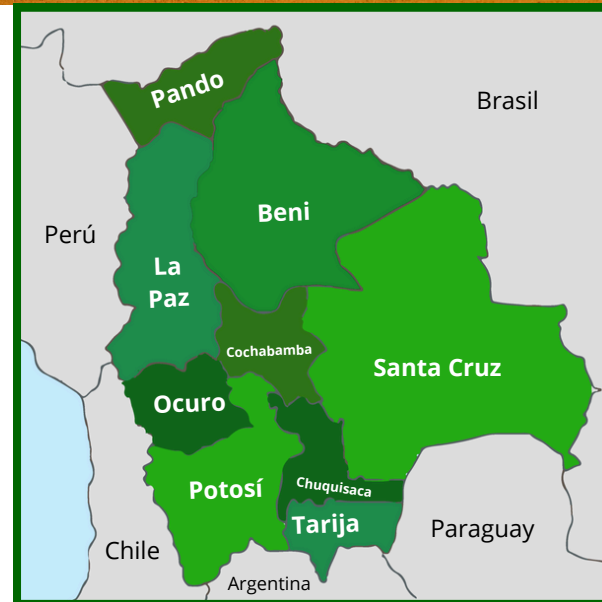 Pando
Brasil
Beni
Perú
La
Paz
Cochabamba
Santa Cruz
Ocuro
Potosí
Chuquisaca
Tarija
Paraguay
Chile
Argentina